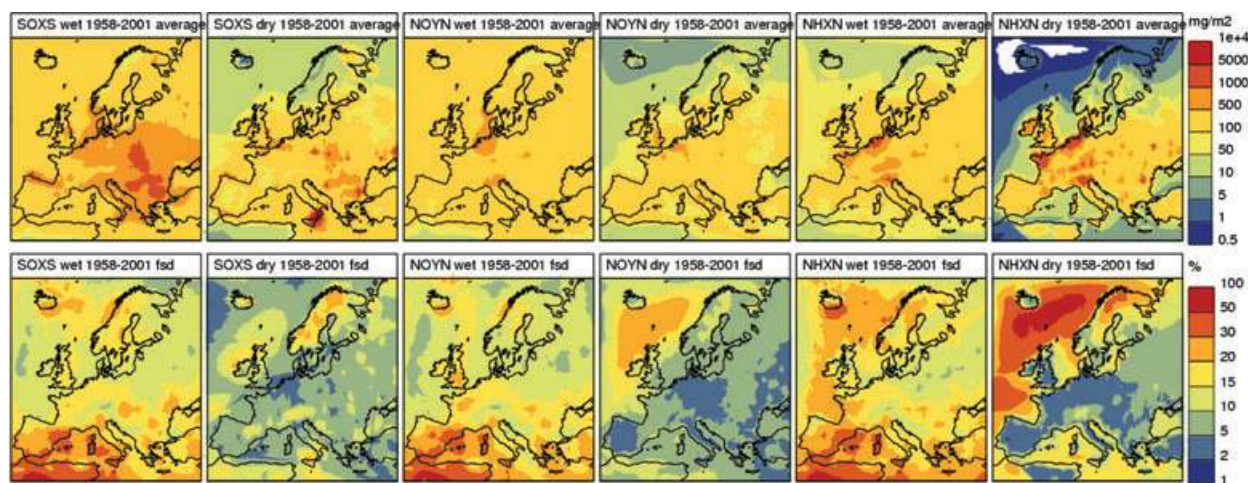 SOXS wet 1958-2001 average
SOXS dry 1958-2001 average
NOYN wet 1958-2001 average
NOYN dry 1958-2001 average
NHXN wet 1958-2001 average
NHXN dry 1958-2001 average
mg/m2
1e+4
5000
1000
500
100
50
10
5
1
0.5
SOXS wet 1958-2001 fsd
SOXS dry 1958-2001 fsd
NOYN wet 1958-2001 fsd
NOYN dry 1958-2001 fsd
NHXN wet 1958-2001 fsd
NHXN dry 1958-2001 fsd
%
100
50
30
20
15
10
5
2
1